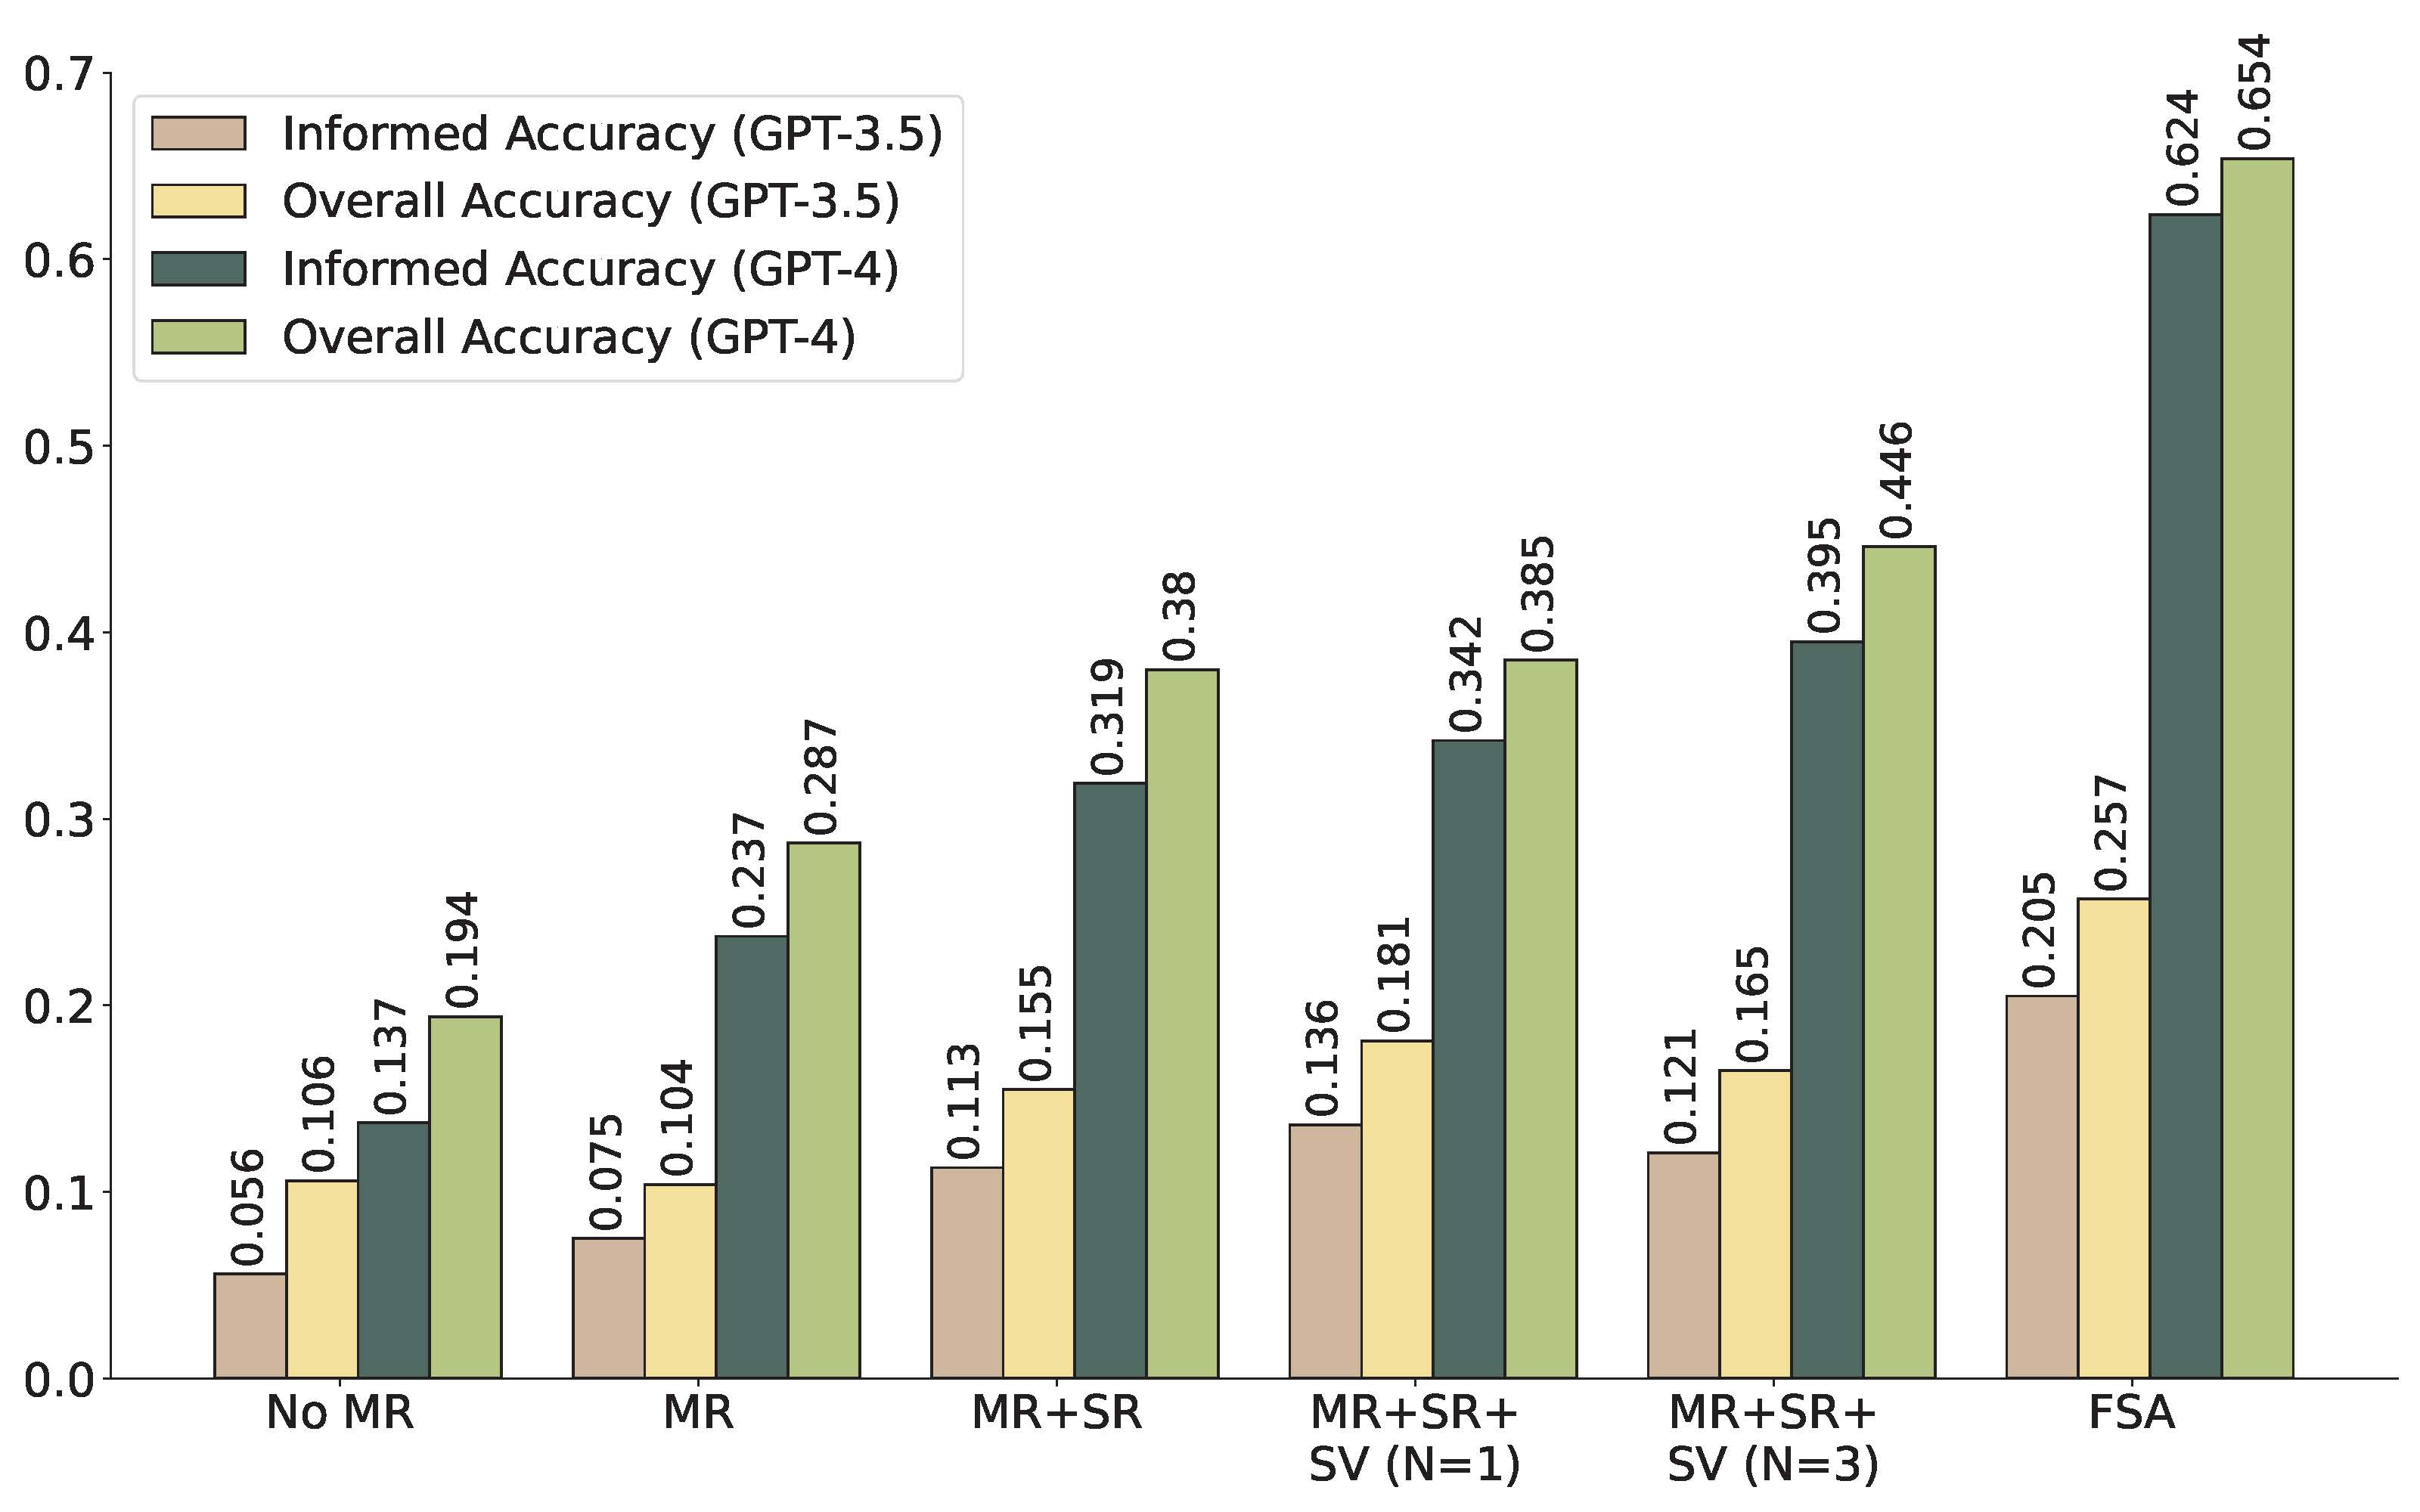 0.7
0.6
0.5
0.4
0.3
0.2
0.1
0.0
Informed Accuracy (GPT-3.5)
Overall Accuracy (GPT-3.5)
Informed Accuracy (GPT-4)
Overall Accuracy (GPT-4)
0.056
0.106
0.137
0.194
0.075
0.104
0.237
0.287
0.113
0.155
0.319
0.38
0.136
0.181
0.342
0.385
0.121
0.165
0.395
0.446
0.205
0.257
0.624
0.654
No MR
MR
MR+SR
MR+SR+
SV (N=1)
MR+SR+
SV (N=3)
FSA